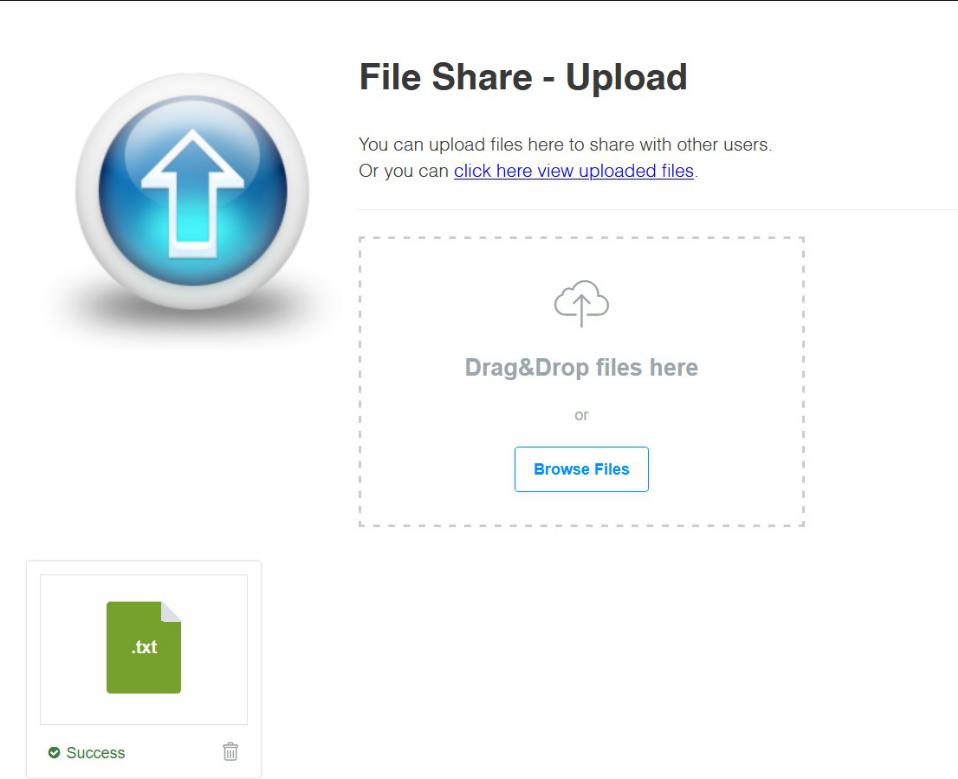 File Share - Upload
You can upload files here to share with other users.
Or you can click here view uploaded files.
Drag&Drop files here
or
Browse Files
.txt
Success